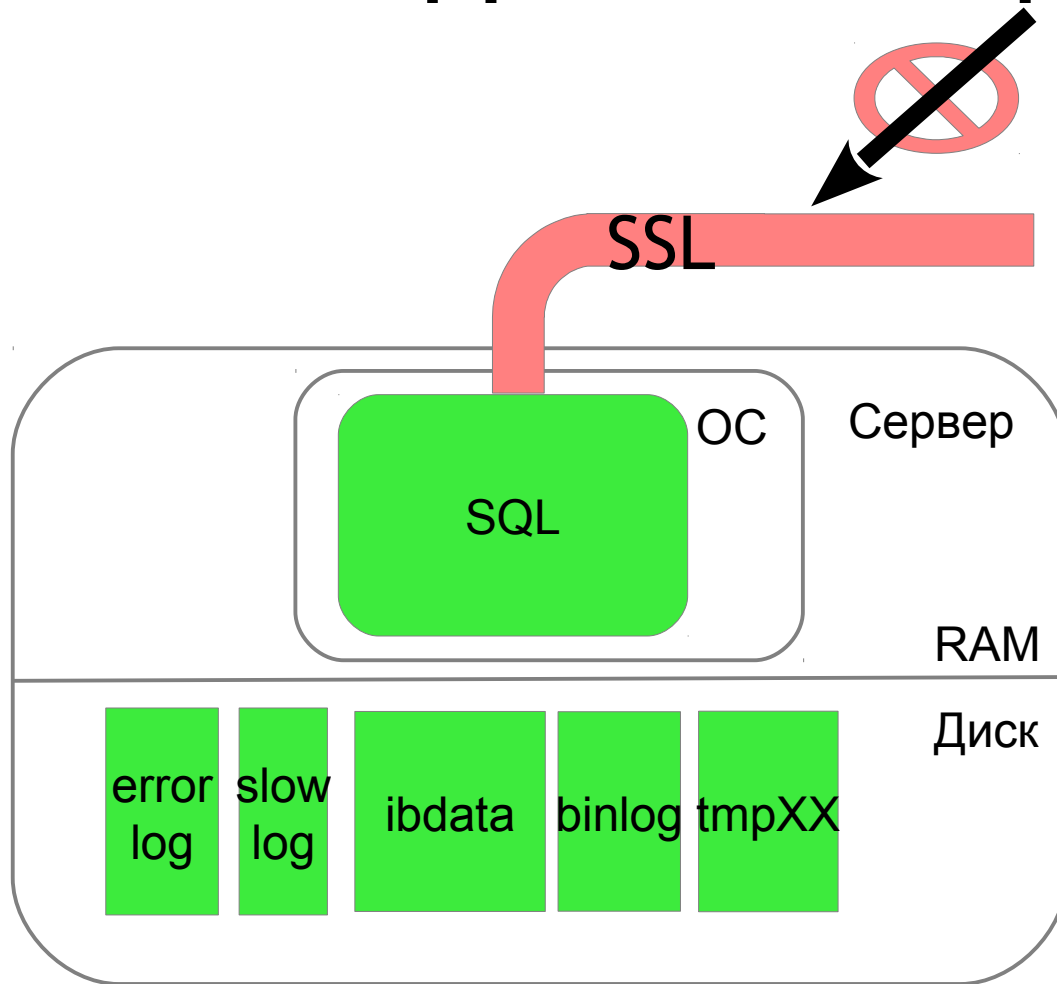 SSL
ОС
Сервер
SQL
RAM
Диск
error
log
slow
log
ibdata
binlog
tmpXX